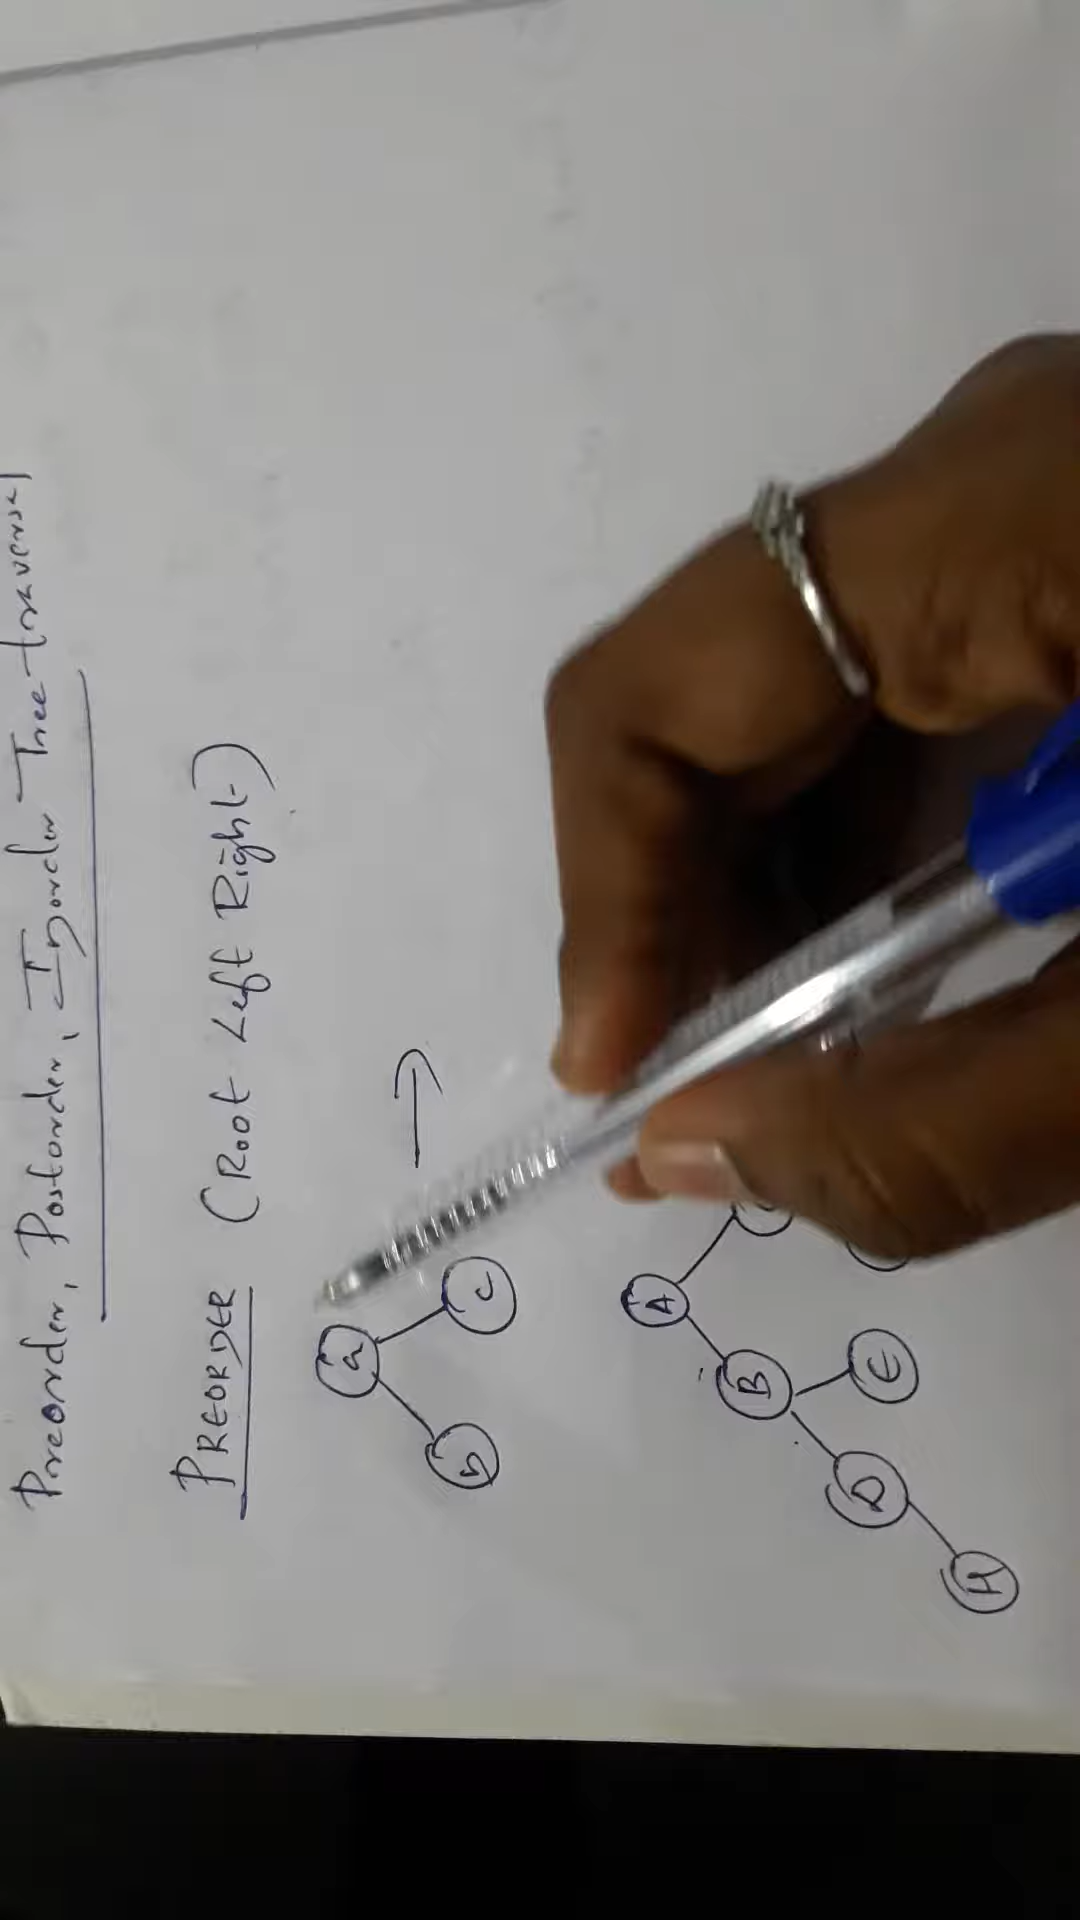 Preorder, Postorder, Inorder Tree traversal
PREORDER (Root Left Right)
a
b C
A
B
D E
H